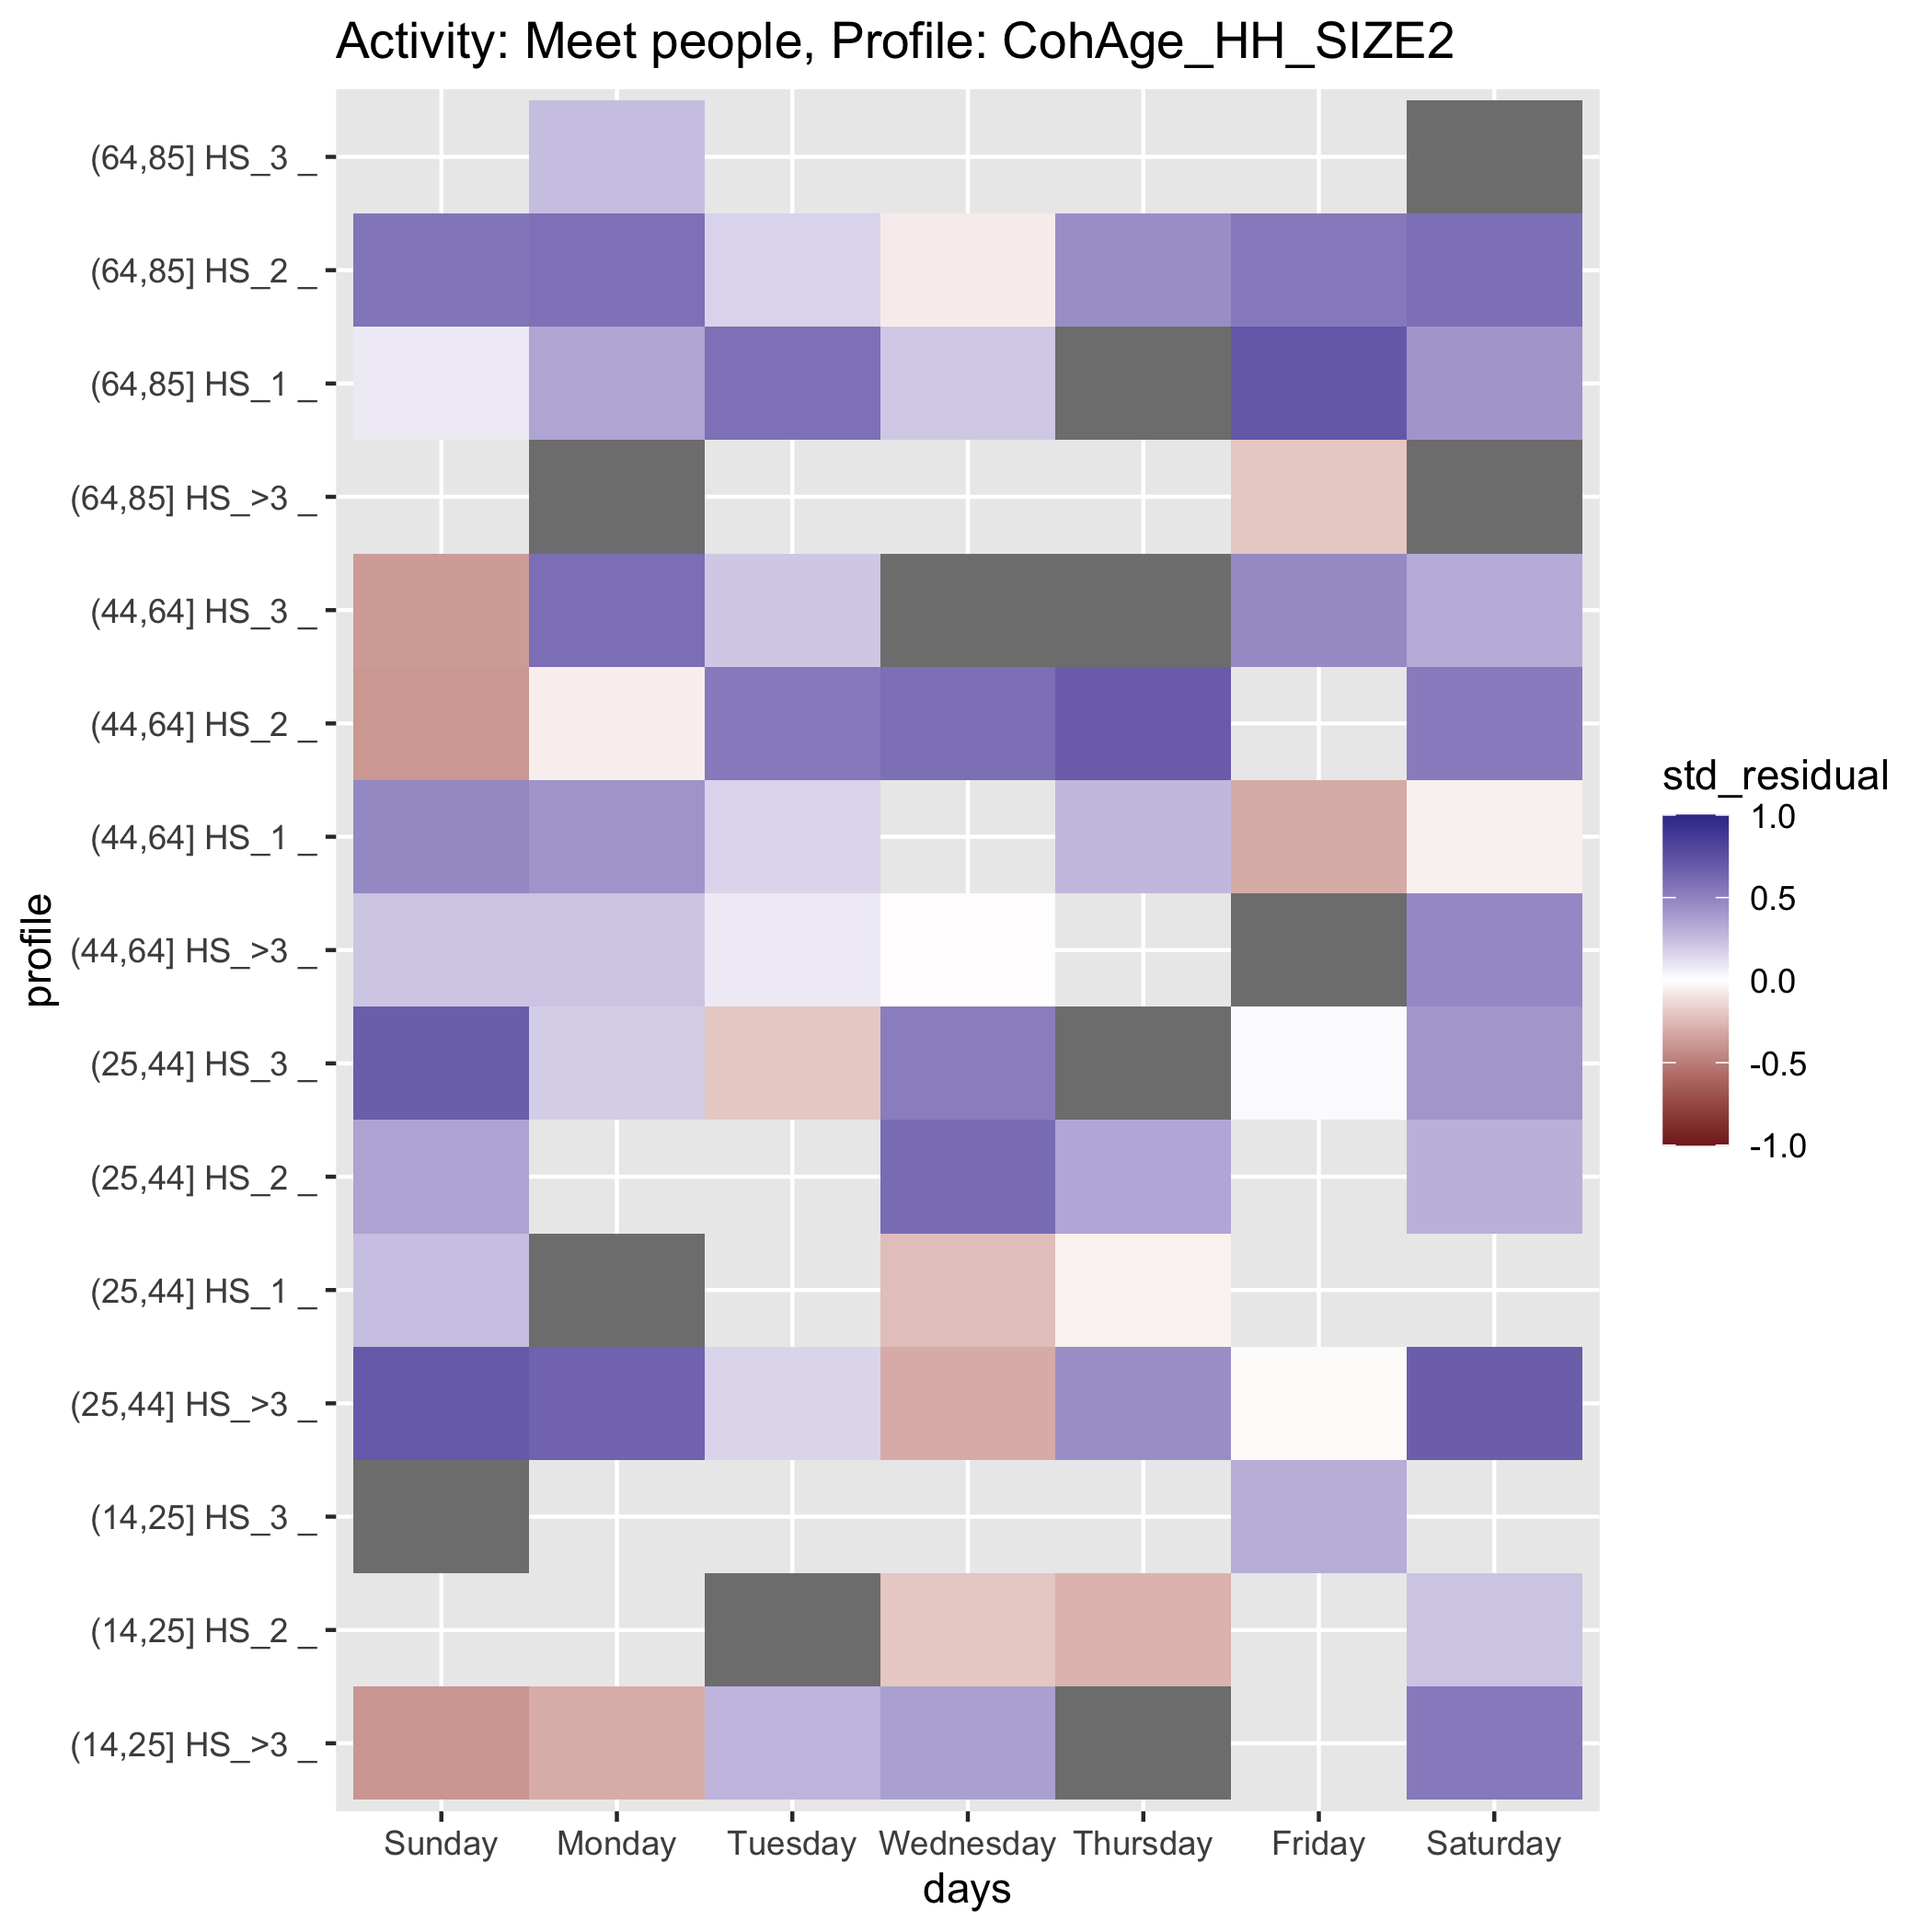 Activity: Meet people, Profile: CohAge_HH_SIZE2
profile
(64,85] HS_3 _
(64,85] HS_2 _
(64,85] HS_1 _
(64,85] HS_>3 _
(44,64] HS_3 _
(44,64] HS_2 _
(44,64] HS_1 _
(44,64] HS_>3 _
(25,44] HS_3 _
(25,44] HS_2 _
(25,44] HS_1 _
(25,44] HS_>3 _
(14,25] HS_3 _
(14,25] HS_2 _
(14,25] HS_>3 _
Sunday Monday Tuesday Wednesday Thursday Friday Saturday
days
std_residual
1.0
0.5
0.0
-0.5
-1.0